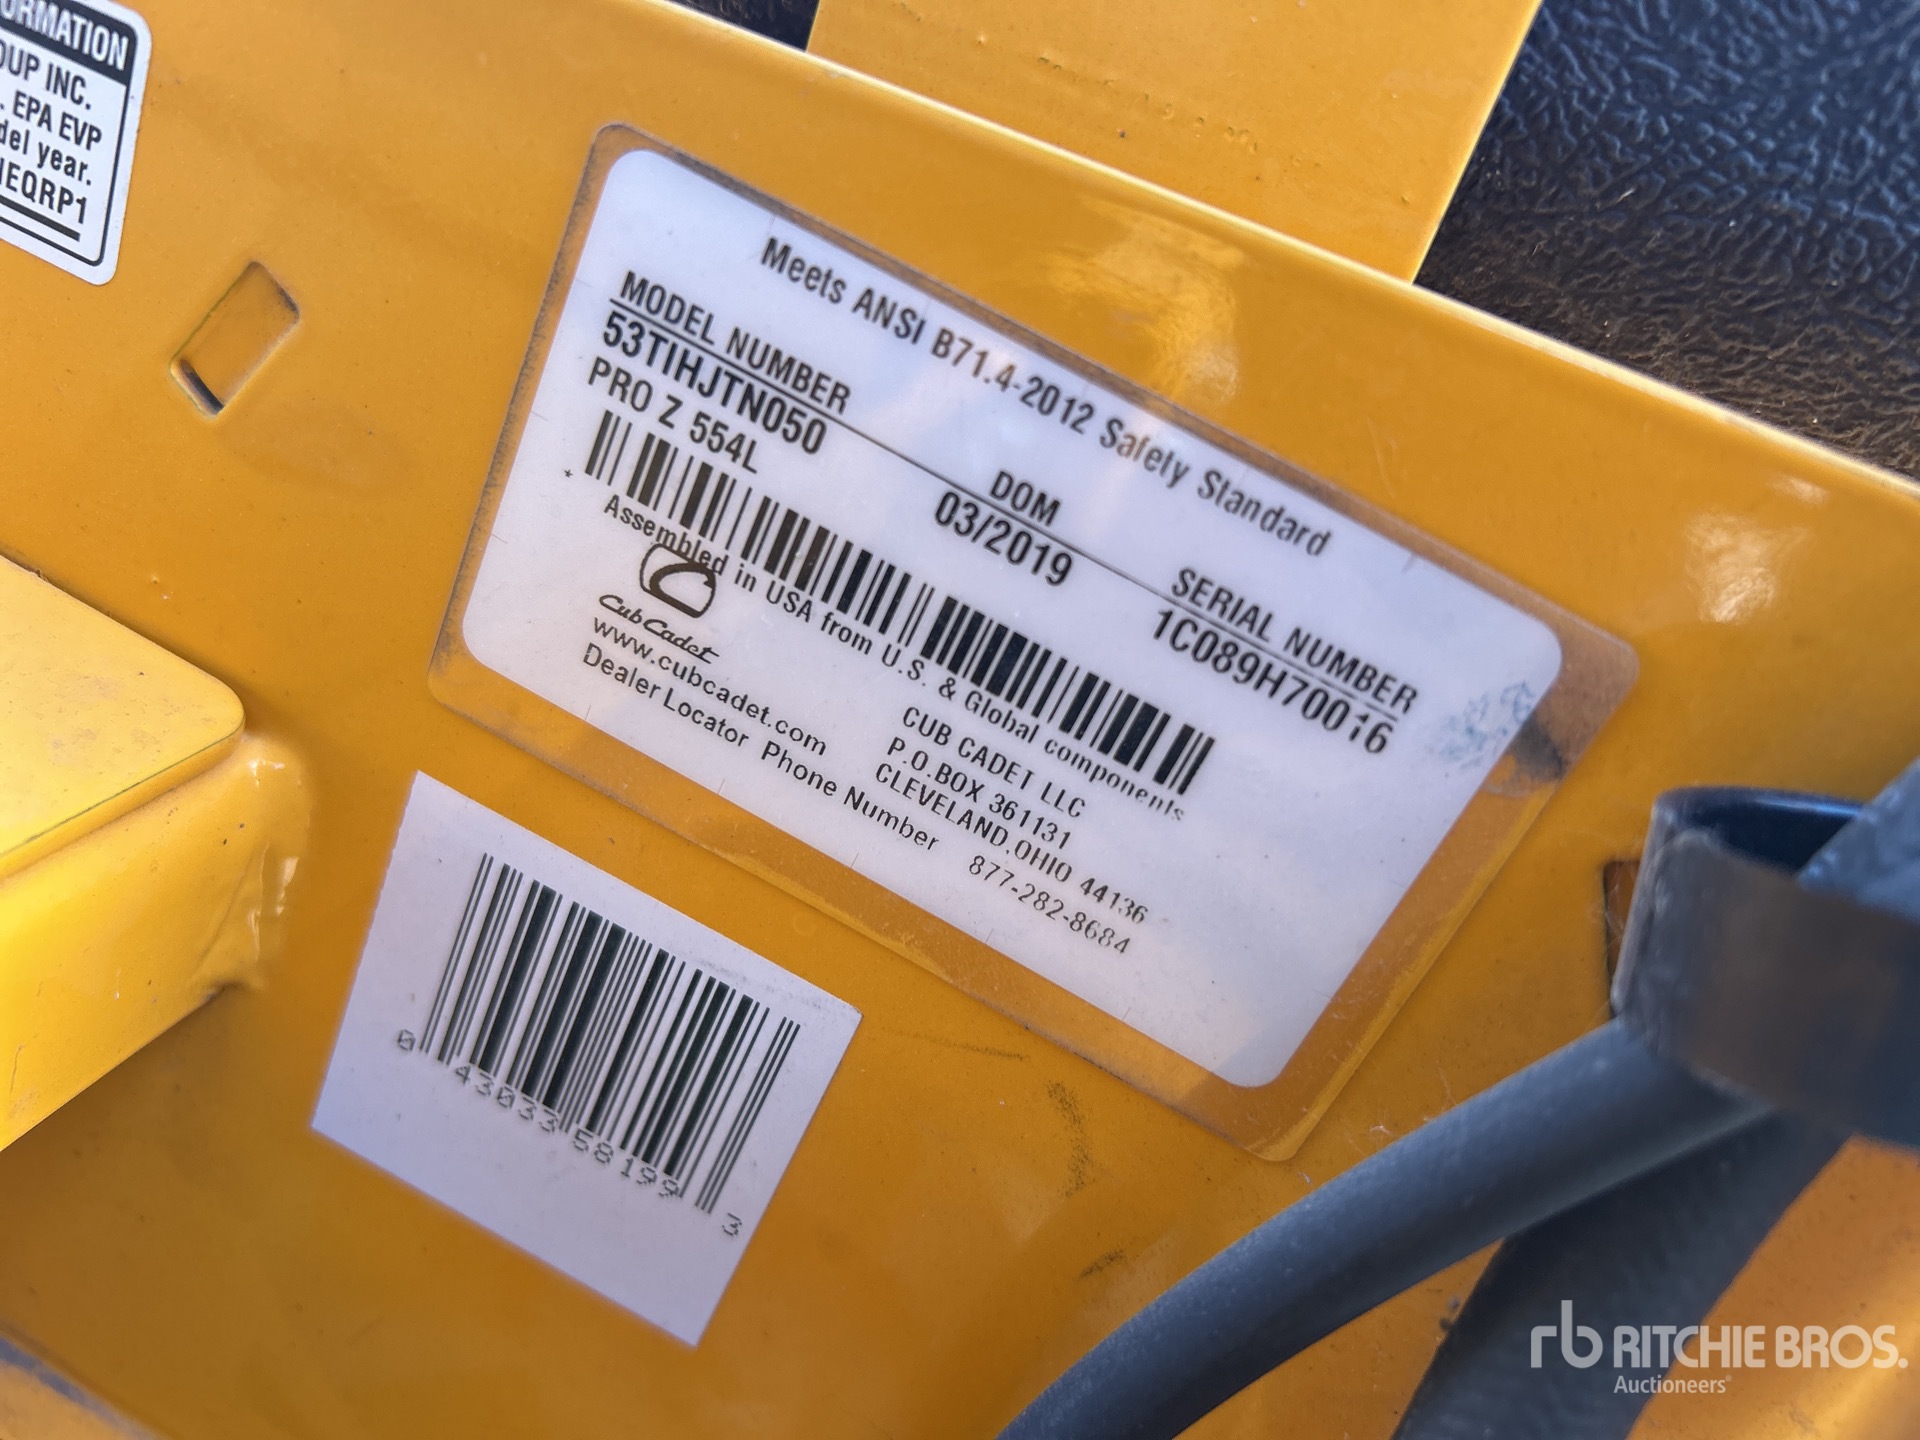 ORMATION
OUP INC.
. EPA EVP
del year.
HEQRP1
Meets ANSI B71.4-2012 Safety Standard
MODEL NUMBER DOM SERIAL NUMBER
53TIHJTN050 03/2019 1C089H70016
PRO Z 554L
* 
Assembled in USA from U.S. & Global components
Cub Cadet
www.cubcadet.com
Dealer Locator Phone Number 877-282-8684
CUB CADET LLC
P.O.BOX 361131
CLEVELAND,OHIO 44136
0 43033 58199 3
rb RITCHIE BROS.
Auctioneers